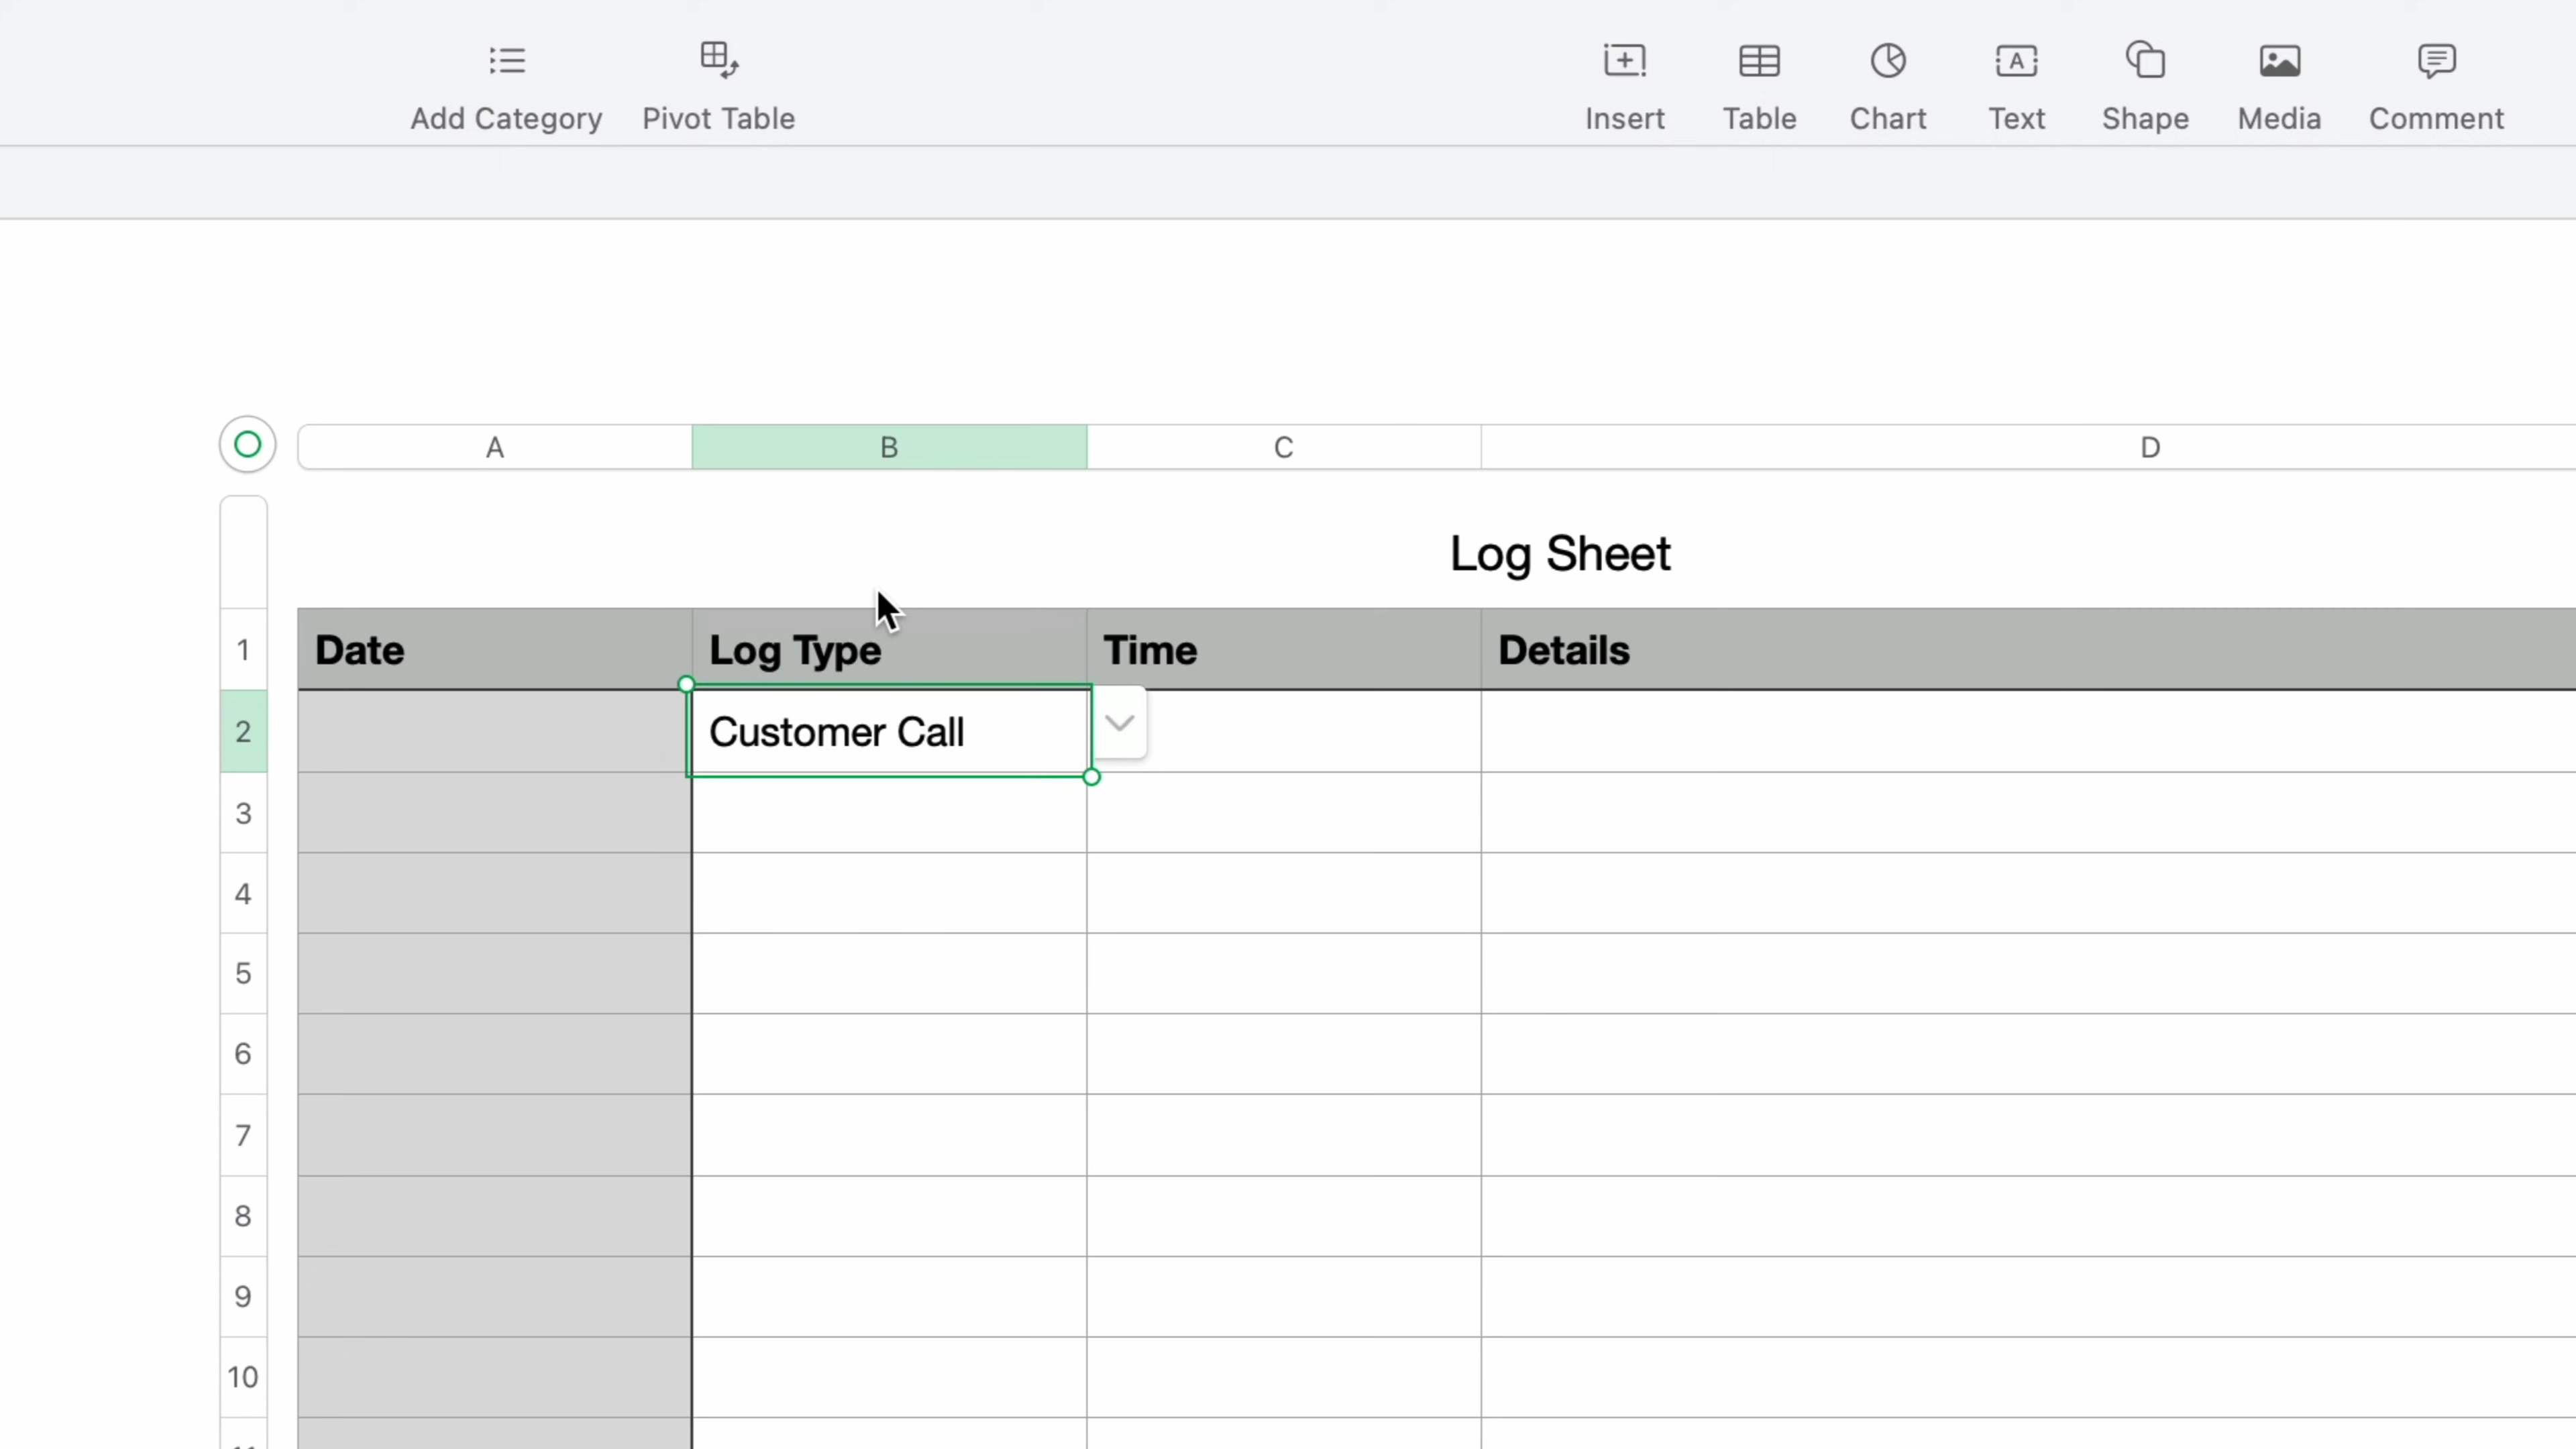 Add Category Pivot Table Insert Table Chart Text Shape Media Comment
A B C D
Log Sheet
1 Date Log Type Time Details
2 Customer Call
3
4
5
6
7
8
9
10